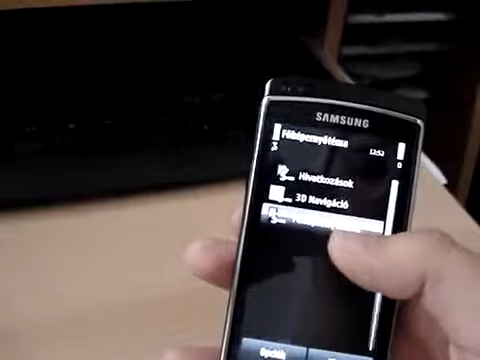 SAMSUNG
Főképernyőtéma
12:52
Hivatkozások
3D Navigáció
Opciók